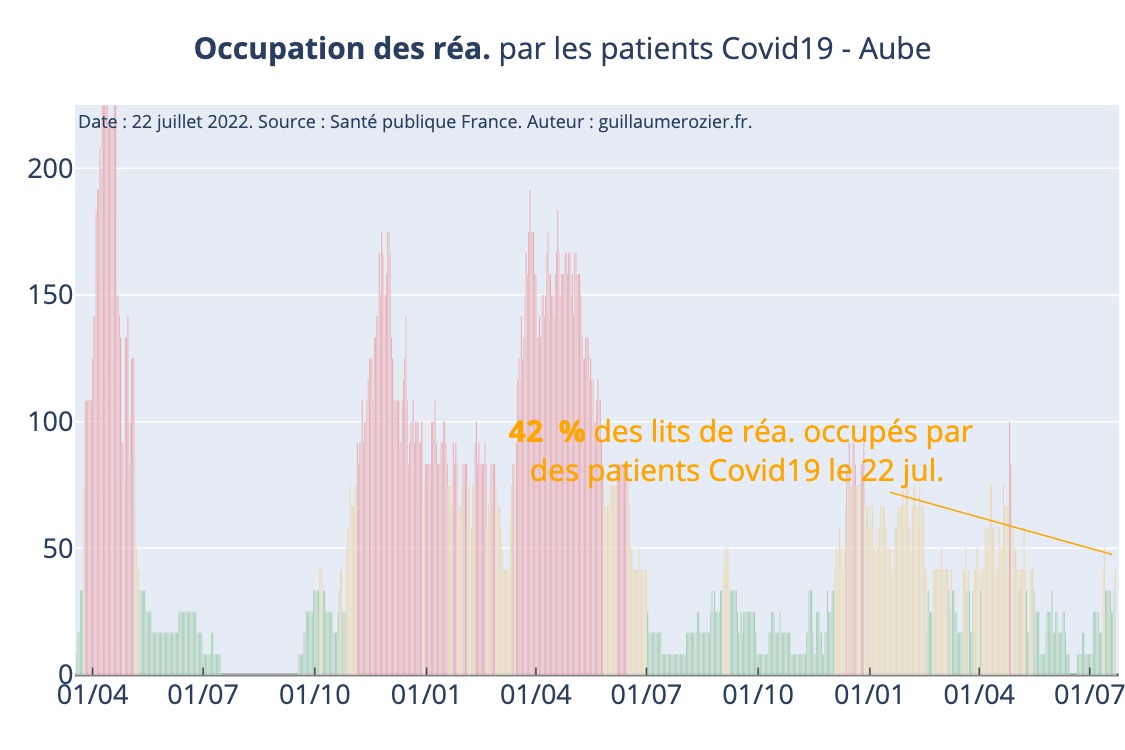 Occupation des réa. par les patients Covid19 - Aube
Date : 22 juillet 2022. Source : Santé publique France. Auteur : guillaumerozier.fr.
200
150
100
42 % des lits de réa. occupés par
des patients Covid19 le 22 jul.
50
0
01/04 01/07 01/10 01/01 01/04 01/07 01/10 01/01 01/04 01/07